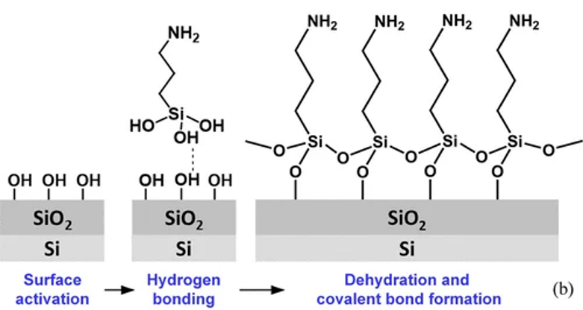 NH2
NH2 NH2 NH2 NH2
Si
HO OH
OH
Si Si Si Si
O O O O O
O O O O
OH OH OH
OH OH OH
SiO2
Si
SiO2
Si
SiO2
Si
Surface
activation
Hydrogen
bonding
Dehydration and
covalent bond formation
(b)